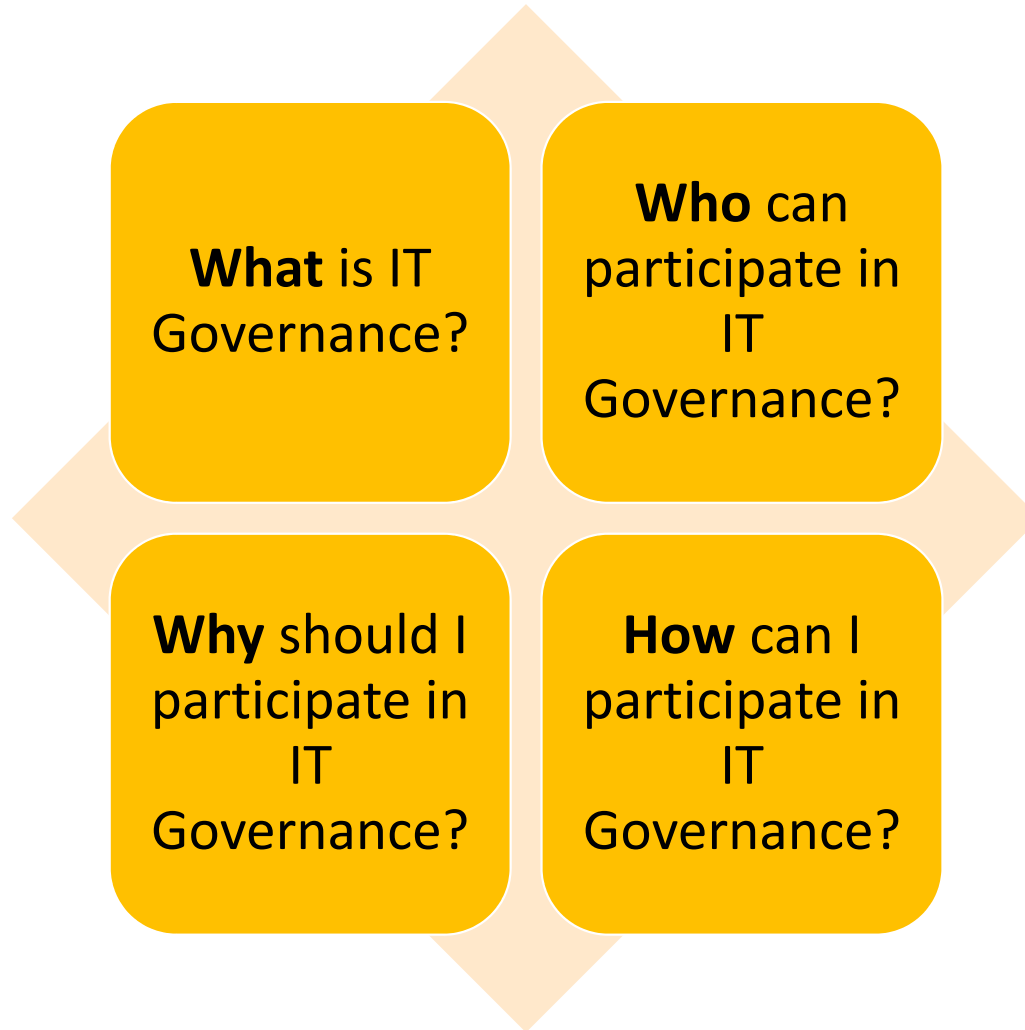 What is IT
Governance?
Who can
participate in
IT
Governance?
Why should I
participate in
IT
Governance?
How can I
participate in
IT
Governance?